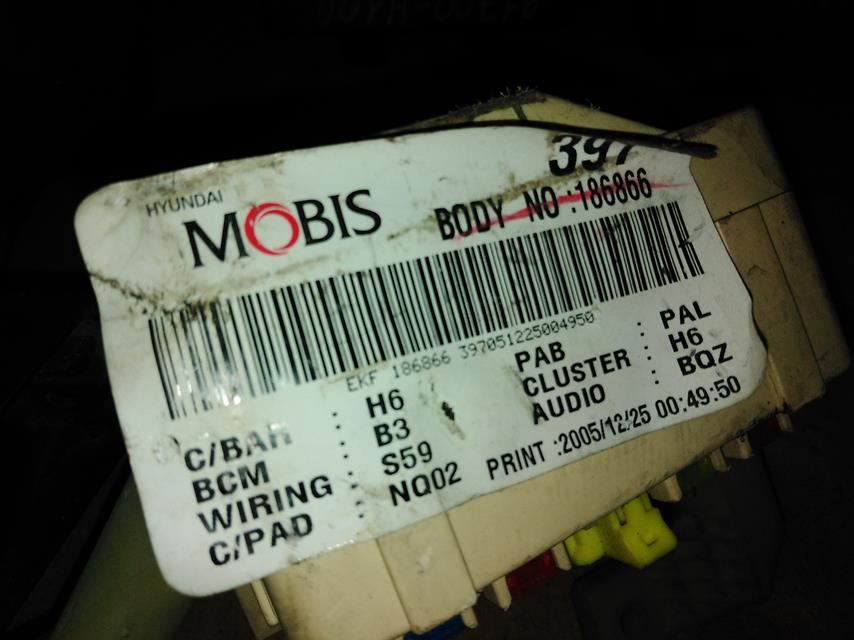 397
HYUNDAI
MOBIS
BODY NO :186866
EKF 186866 397051225004950
C/BAR : H6
BCM : B3
WIRING : S59
C/PAD : NQ02
PAB : PAL
CLUSTER : H6
AUDIO : BQZ
PRINT :2005/12/25 00:49:50